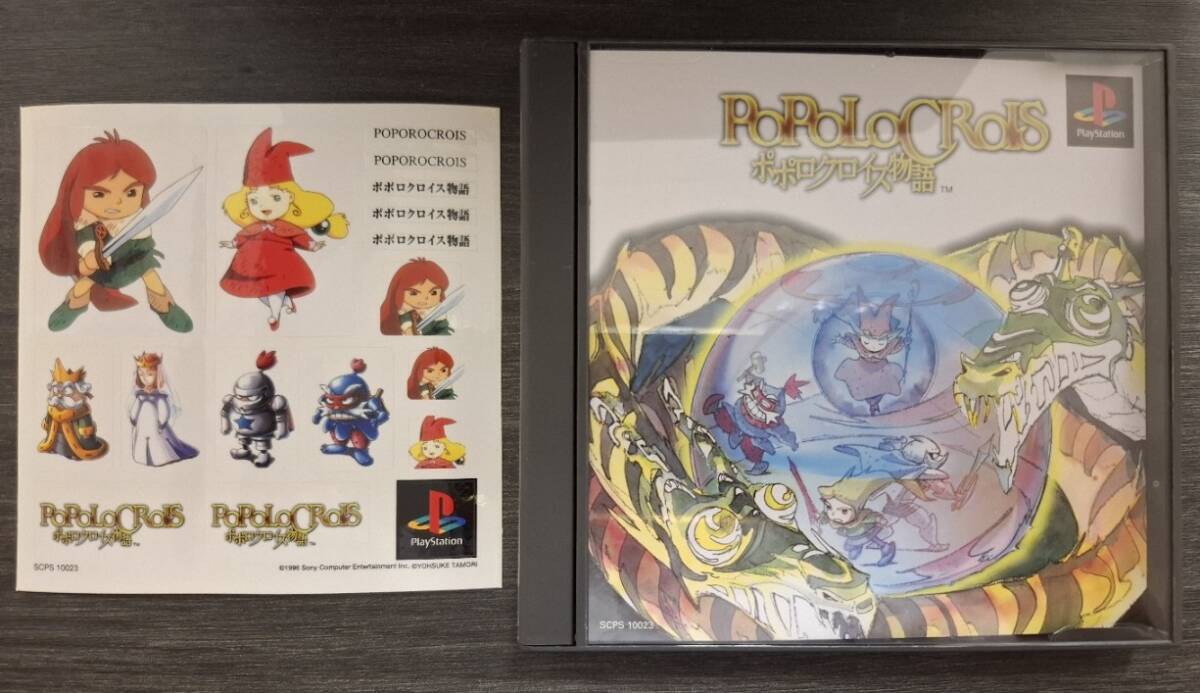 POPOROCROIS
POPOROCROIS
ポポロクロイス物語
ポポロクロイス物語
ポポロクロイス物語
POPOLOCROIS
ポポロクロイス物語 TM
POPOLOCROIS
ポポロクロイス物語 TM
PlayStation
SCPS 10023
©1996 Sony Computer Entertainment Inc. ©YOHSUKE TAMORI
POPOLOCROIS
ポポロクロイス物語 TM
PlayStation
SCPS 10023